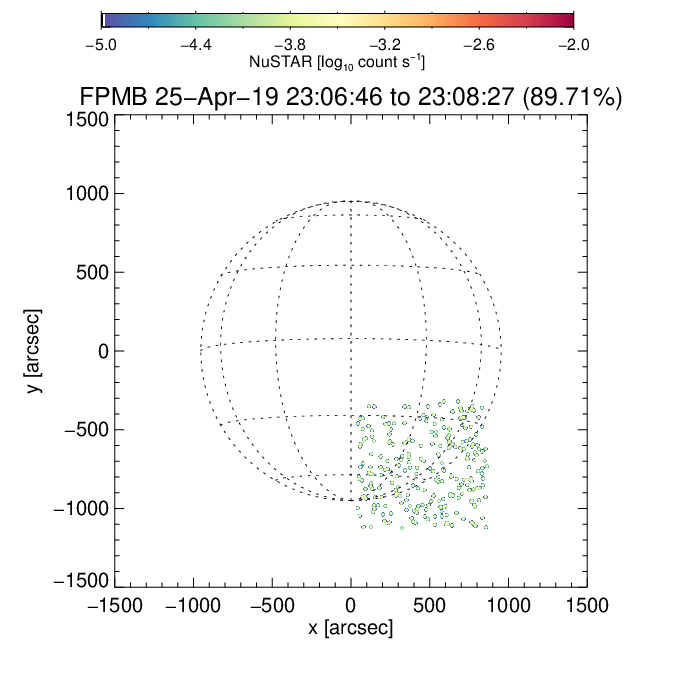 −5.0 −4.4 −3.8 −3.2 −2.6 −2.0
NuSTAR [log10 count s−1]
FPMB 25−Apr−19 23:06:46 to 23:08:27 (89.71%)
1500
1000
500
0
−500
−1000
−1500
y [arcsec]
−1500 −1000 −500 0 500 1000 1500
x [arcsec]